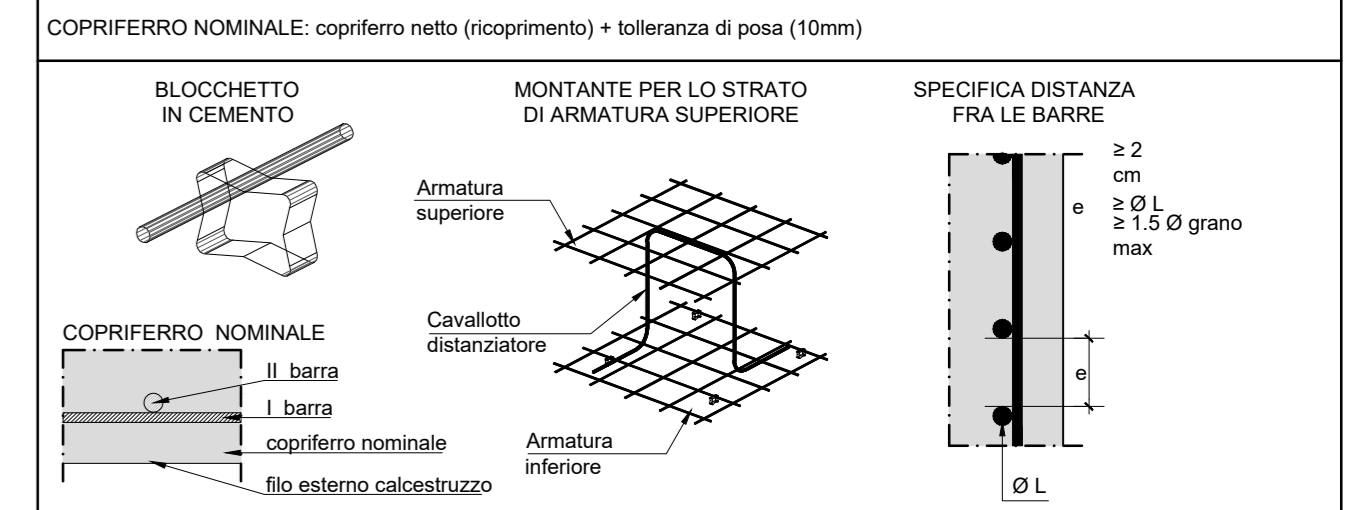 COPRIFERRO NOMINALE: copriferro netto (ricoprimento) + tolleranza di posa (10mm)
BLOCCHETTO
IN CEMENTO
MONTANTE PER LO STRATO
DI ARMATURA SUPERIORE
SPECIFICA DISTANZA
FRA LE BARRE
Armatura
superiore
Cavallotto
distanziatore
Armatura
inferiore
COPRIFERRO NOMINALE
II barra
I barra
copriferro nominale
filo esterno calcestruzzo
e
≥ 2
cm
≥ Ø L
≥ 1.5 Ø grano
max
e
Ø L